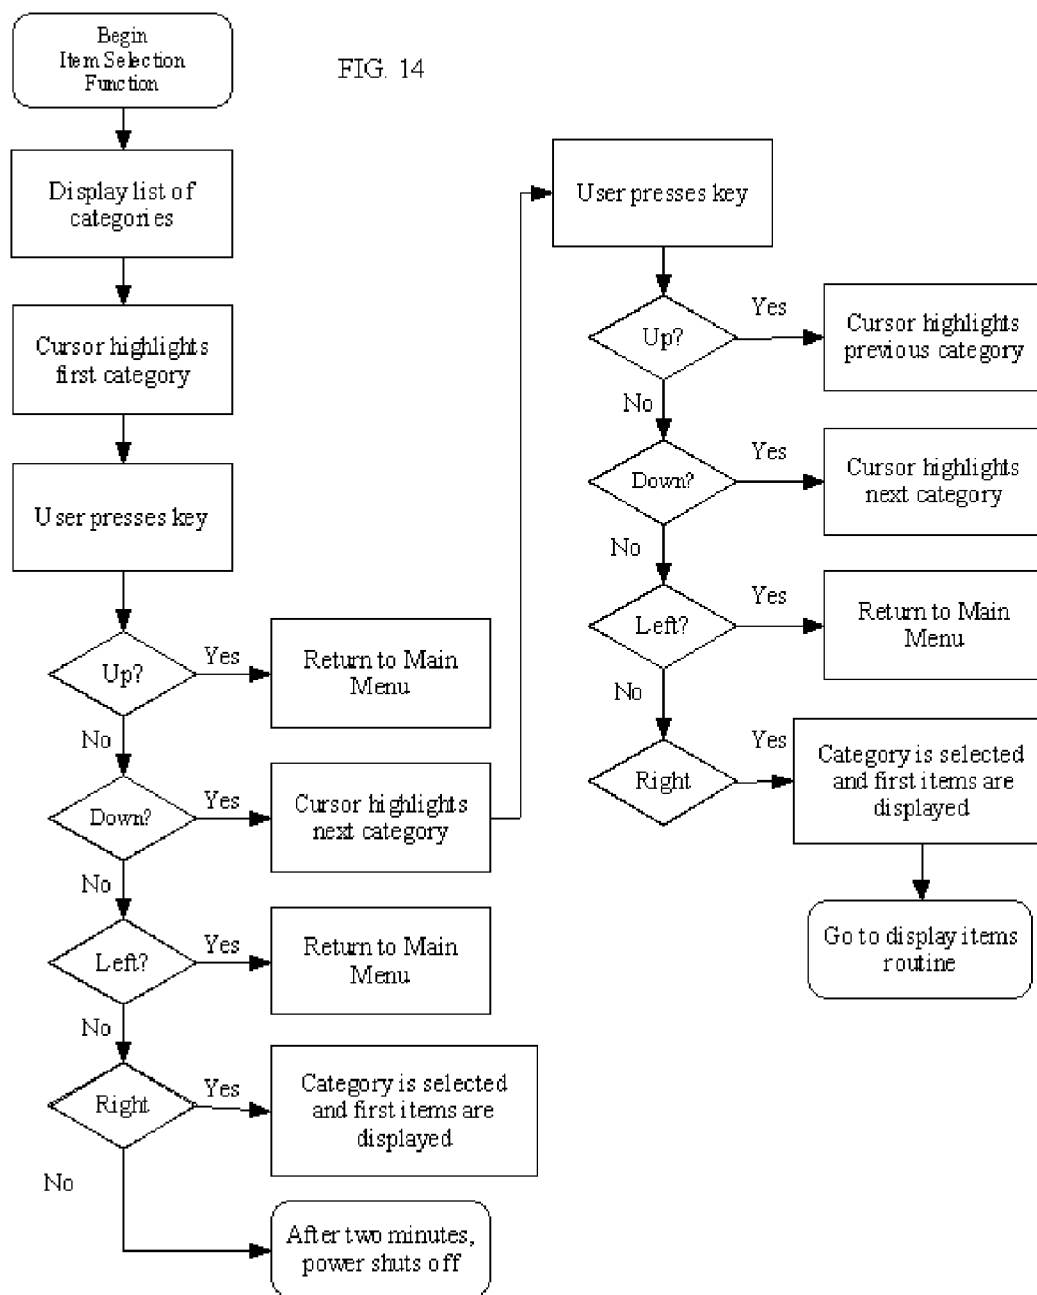 Begin
Item Selection
Function
FIG. 14
Display list of
categories
Cursor highlights
first category
User presses key
Up?
Yes
Return to Main
Menu
No
Down?
Yes
Cursor highlights
next category
No
Left?
Yes
Return to Main
Menu
No
Right
Yes
Category is selected
and first items are
displayed
No
After two minutes,
power shuts off
User presses key
Up?
Yes
Cursor highlights
previous category
No
Down?
Yes
Cursor highlights
next category
No
Left?
Yes
Return to Main
Menu
No
Right
Yes
Category is selected
and first items are
displayed
Go to display items
routine